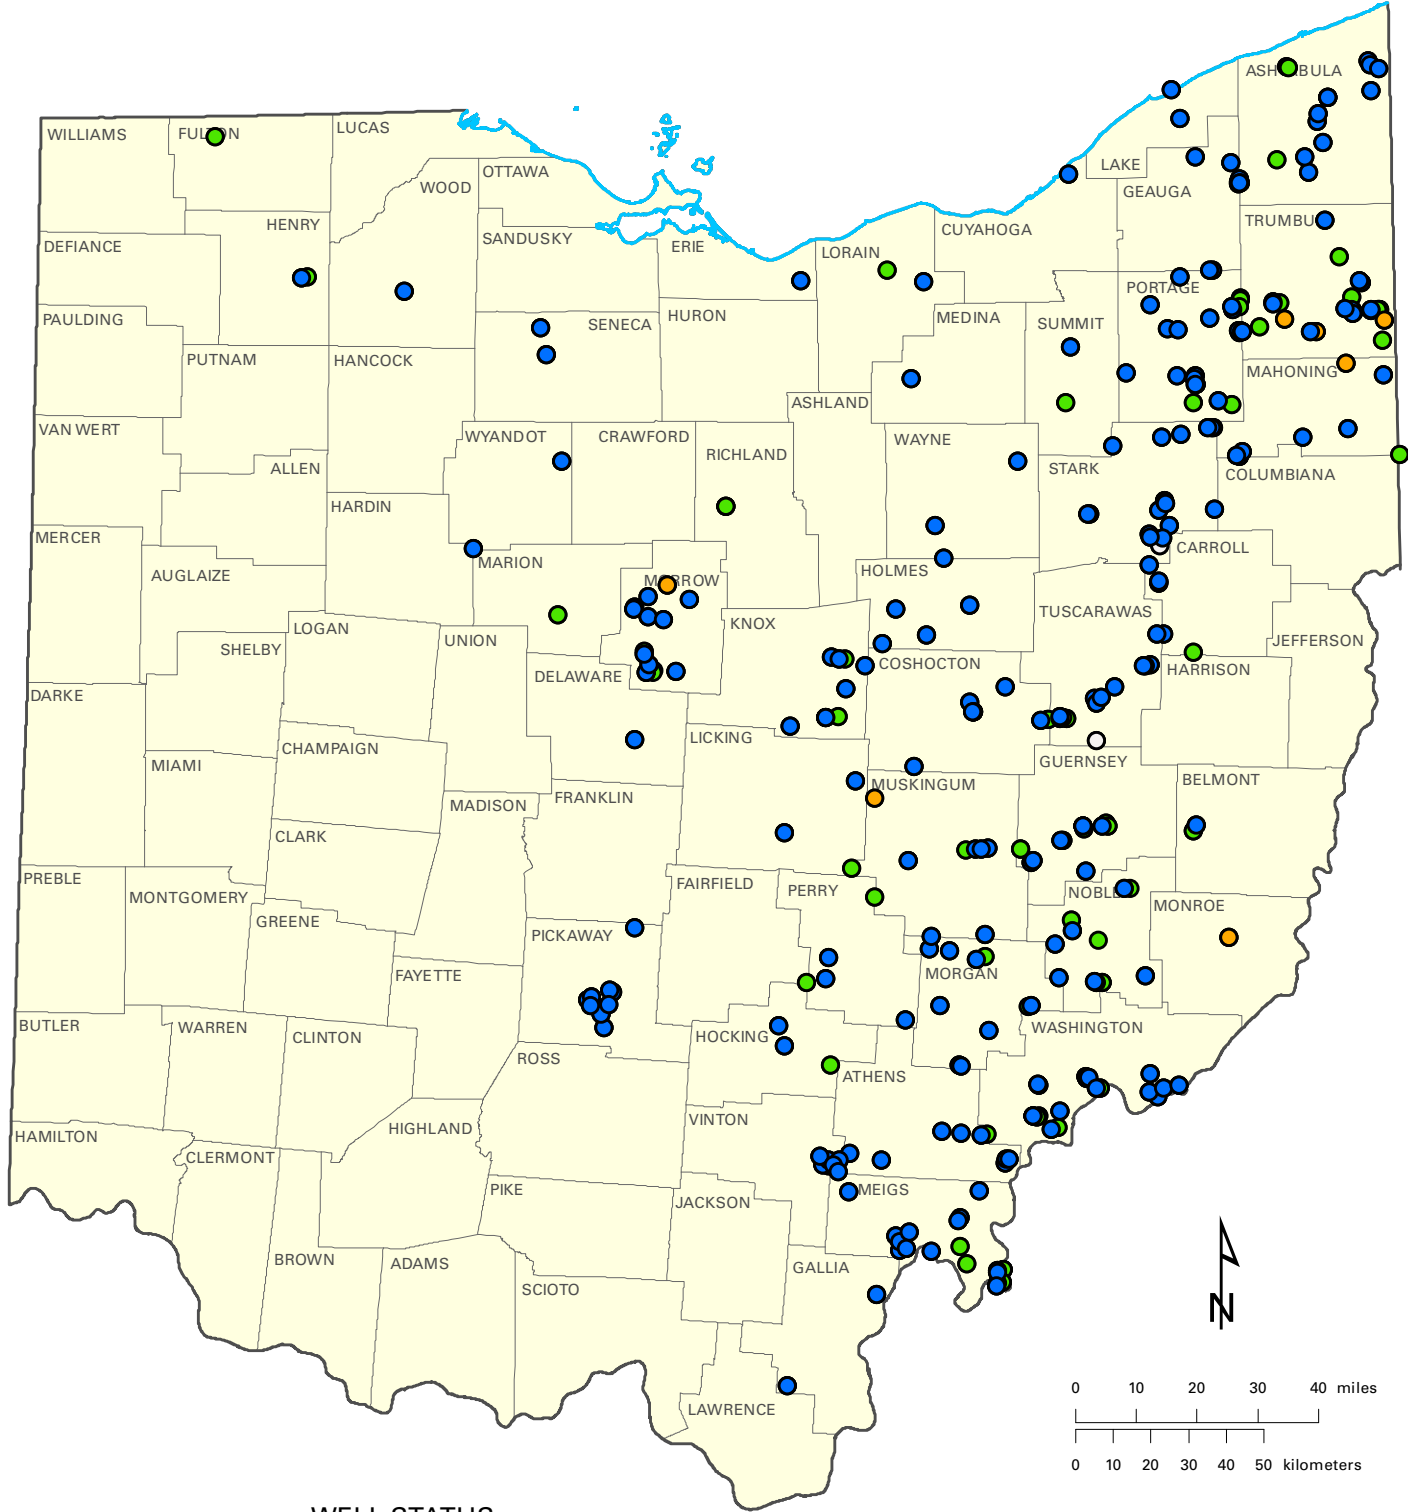 ASHTABULA
WILLIAMS
FULTON
LUCAS
LAKE
OTTAWA
WOOD
GEAUGA
HENRY
TRUMBU
CUYAHOGA
DEFIANCE
SANDUSKY
ERIE
LORAIN
PORTAGE
PAULDING
SENECA
HURON
MEDINA
SUMMIT
PUTNAM
HANCOCK
MAHONING
ASHLAND
VAN WERT
WYANDOT
CRAWFORD
WAYNE
RICHLAND
ALLEN
STARK
COLUMBIANA
HARDIN
MERCER
CARROLL
MARION
HOLMES
AUGLAIZE
MORROW
TUSCARAWAS
KNOX
LOGAN
UNION
JEFFERSON
SHELBY
COSHOCTON
HARRISON
DELAWARE
DARKE
LICKING
CHAMPAIGN
GUERNSEY
MIAMI
BELMONT
MUSKINGUM
FRANKLIN
MADISON
CLARK
PREBLE
FAIRFIELD
PERRY
NOBLE
MONTGOMERY
MONROE
GREENE
PICKAWAY
MORGAN
FAYETTE
BUTLER
WARREN
WASHINGTON
CLINTON
HOCKING
ROSS
ATHENS
VINTON
HIGHLAND
HAMILTON
CLERMONT
PIKE
MEIGS
JACKSON
BROWN
ADAMS
GALLIA
SCIOTO
N
0 10 20 30 40 miles
LAWRENCE
0 10 20 30 40 50 kilometers
WELL STATUS